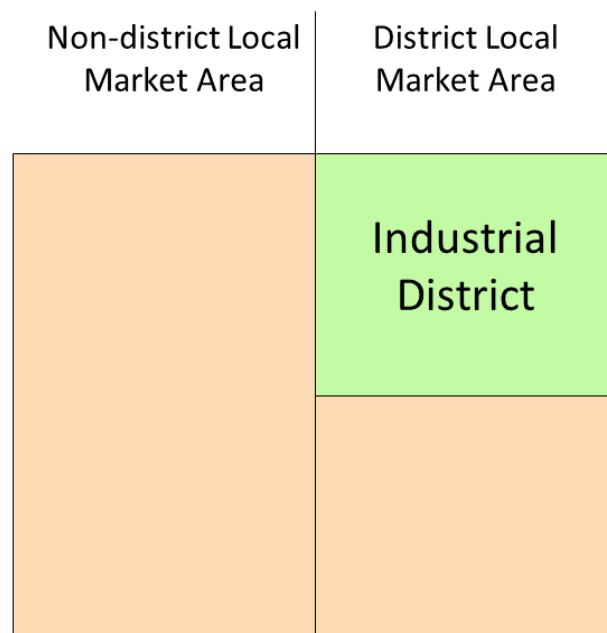 Non-district Local
Market Area
District Local
Market Area
Industrial
District